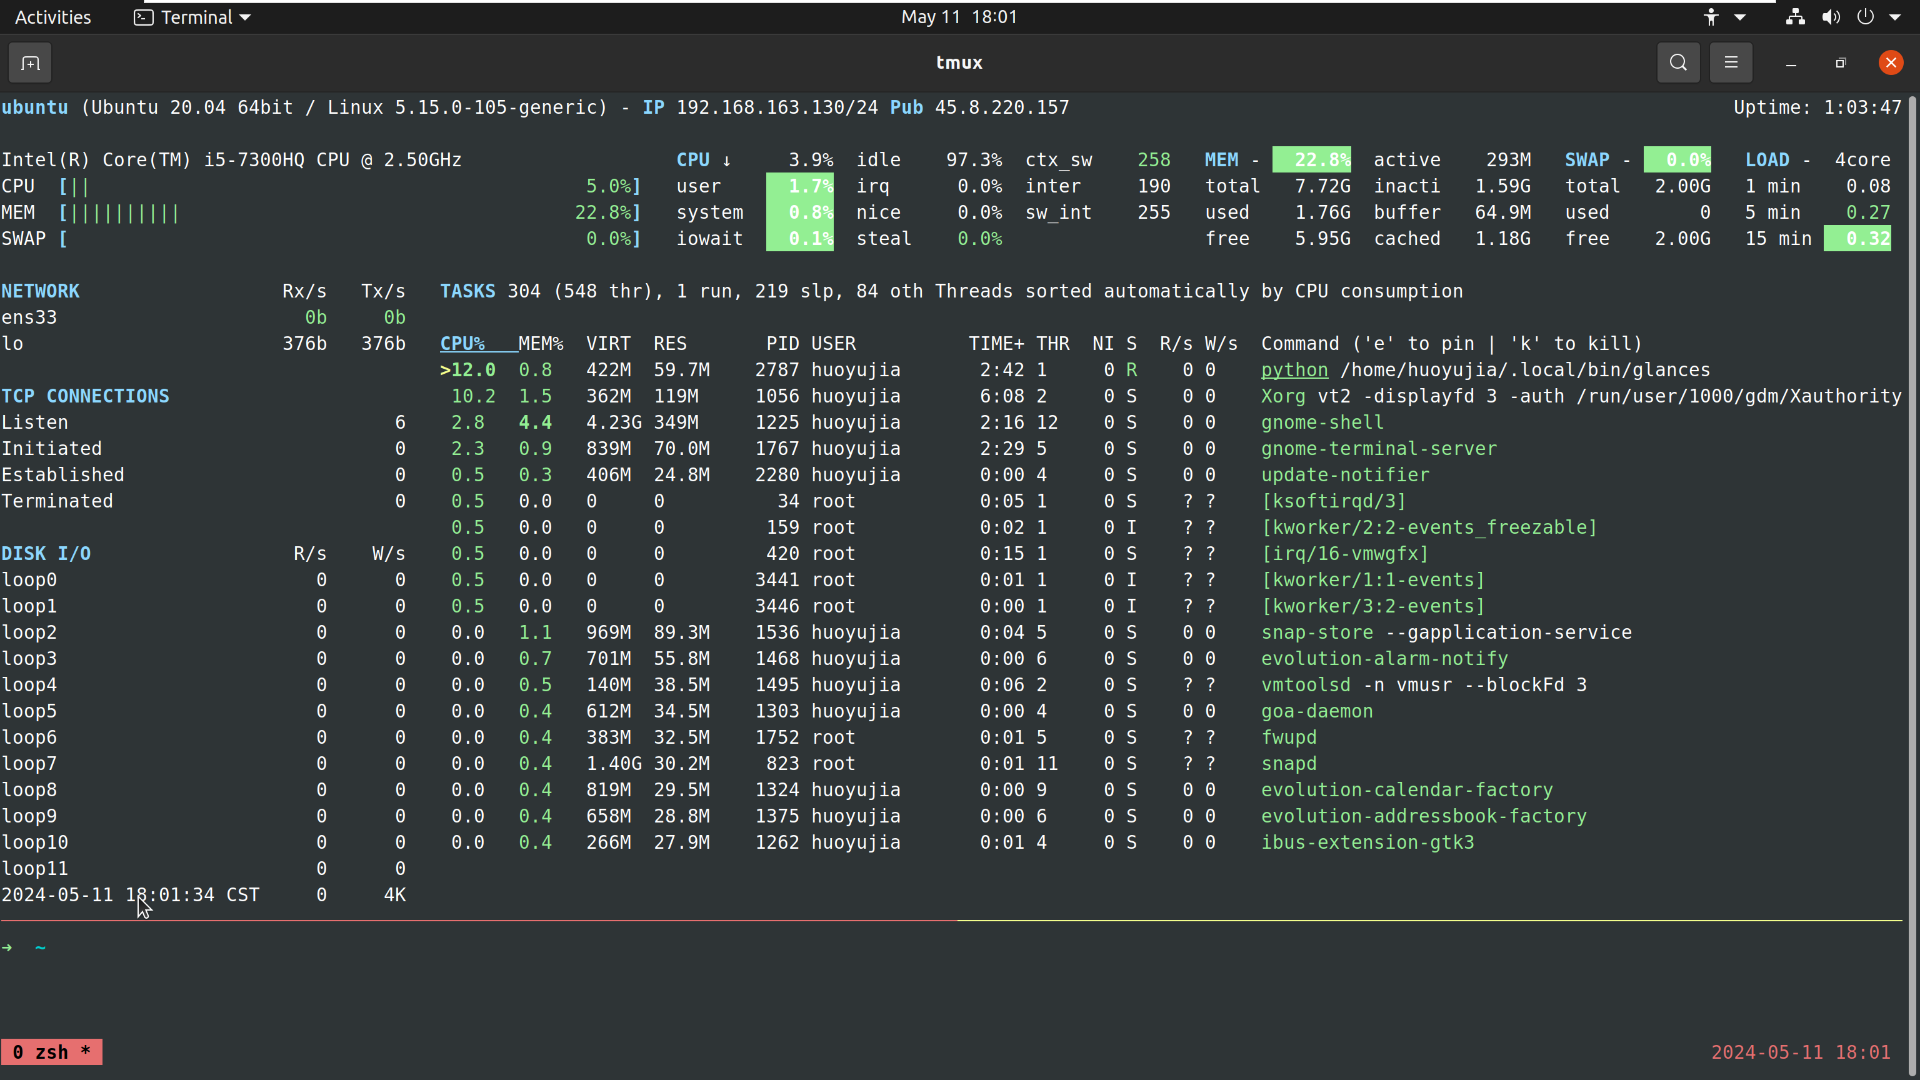 Activities Terminal May 11 18:01
tmux
ubuntu (Ubuntu 20.04 64bit / Linux 5.15.0-105-generic) - IP 192.168.163.130/24 Pub 45.8.220.157 Uptime: 1:03:47
Intel(R) Core(TM) i5-7300HQ CPU @ 2.50GHz CPU ↓ 3.9% idle 97.3% ctx_sw 258 MEM - 22.8% active 293M SWAP - 0.0% LOAD - 4core
CPU [|| 5.0%] user 1.7% irq 0.0% inter 190 total 7.72G inacti 1.59G total 2.00G 1 min 0.08
MEM [|||||||||| 22.8%] system 0.8% nice 0.0% sw_int 255 used 1.76G buffer 64.9M used 0 5 min 0.27
SWAP [ 0.0%] iowait 0.1% steal 0.0% free 5.95G cached 1.18G free 2.00G 15 min 0.32
NETWORK Rx/s Tx/s TASKS 304 (548 thr), 1 run, 219 slp, 84 oth Threads sorted automatically by CPU consumption
ens33 0b 0b
lo 376b 376b CPU% MEM% VIRT RES PID USER TIME+ THR NI S R/s W/s Command ('e' to pin | 'k' to kill)
>12.0 0.8 422M 59.7M 2787 huoyujia 2:42 1 0 R 0 0 python /home/huoyujia/.local/bin/glances
TCP CONNECTIONS 10.2 1.5 362M 119M 1056 huoyujia 6:08 2 0 S 0 0 Xorg vt2 -displayfd 3 -auth /run/user/1000/gdm/Xauthority
Listen 6 2.8 4.4 4.23G 349M 1225 huoyujia 2:16 12 0 S 0 0 gnome-shell
Initiated 0 2.3 0.9 839M 70.0M 1767 huoyujia 2:29 5 0 S 0 0 gnome-terminal-server
Established 0 0.5 0.3 406M 24.8M 2280 huoyujia 0:00 4 0 S 0 0 update-notifier
Terminated 0 0.5 0.0 0 0 34 root 0:05 1 0 S ? ? [ksoftirqd/3]
0.5 0.0 0 0 159 root 0:02 1 0 I ? ? [kworker/2:2-events_freezable]
DISK I/O R/s W/s 0.5 0.0 0 0 420 root 0:15 1 0 S ? ? [irq/16-vmwgfx]
loop0 0 0 0.5 0.0 0 0 3441 root 0:01 1 0 I ? ? [kworker/1:1-events]
loop1 0 0 0.5 0.0 0 0 3446 root 0:00 1 0 I ? ? [kworker/3:2-events]
loop2 0 0 0.0 1.1 969M 89.3M 1536 huoyujia 0:04 5 0 S 0 0 snap-store --gapplication-service
loop3 0 0 0.0 0.7 701M 55.8M 1468 huoyujia 0:00 6 0 S 0 0 evolution-alarm-notify
loop4 0 0 0.0 0.5 140M 38.5M 1495 huoyujia 0:06 2 0 S ? ? vmtoolsd -n vmusr --blockFd 3
loop5 0 0 0.0 0.4 612M 34.5M 1303 huoyujia 0:00 4 0 S 0 0 goa-daemon
loop6 0 0 0.0 0.4 383M 32.5M 1752 root 0:01 5 0 S ? ? fwupd
loop7 0 0 0.0 0.4 1.40G 30.2M 823 root 0:01 11 0 S ? ? snapd
loop8 0 0 0.0 0.4 819M 29.5M 1324 huoyujia 0:00 9 0 S 0 0 evolution-calendar-factory
loop9 0 0 0.0 0.4 658M 28.8M 1375 huoyujia 0:00 6 0 S 0 0 evolution-addressbook-factory
loop10 0 0 0.0 0.4 266M 27.9M 1262 huoyujia 0:01 4 0 S 0 0 ibus-extension-gtk3
loop11 0 0
2024-05-11 18:01:34 CST 0 4K
→ ~
0 zsh * 2024-05-11 18:01